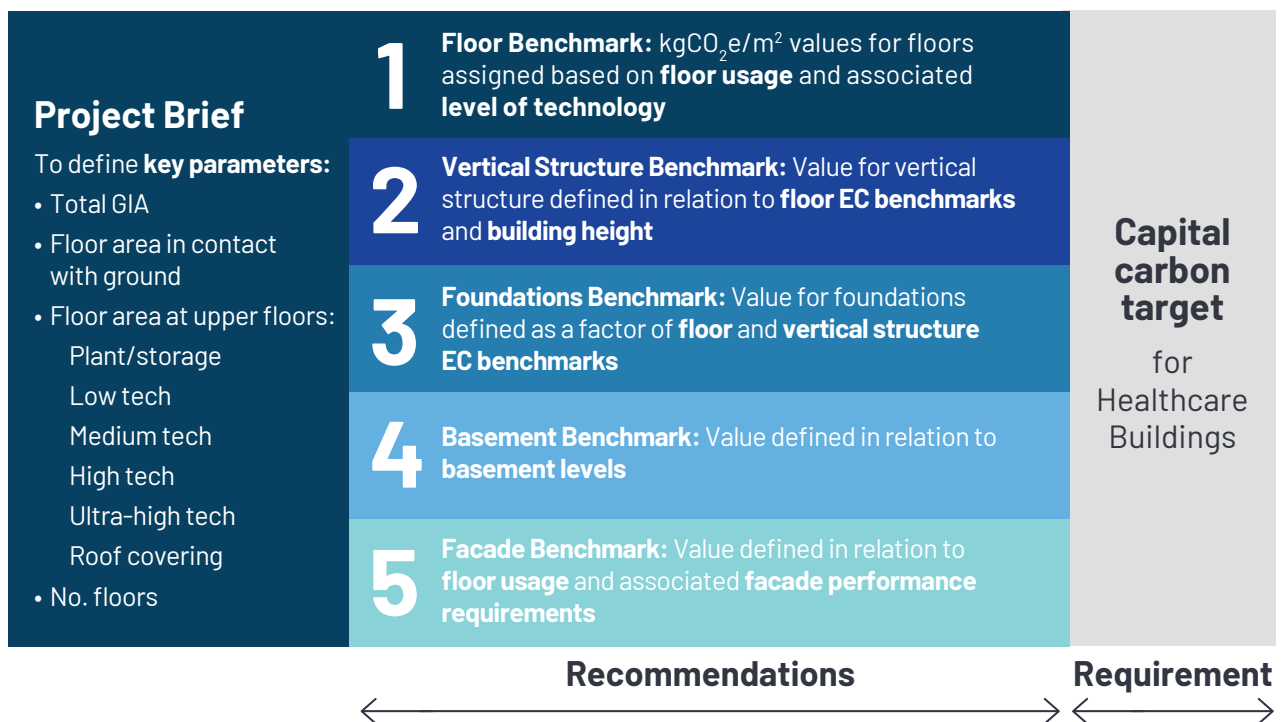 Project Brief
To define key parameters:
• Total GIA
• Floor area in contact
with ground
• Floor area at upper floors:
Plant/storage
Low tech
Medium tech
High tech
Ultra-high tech
Roof covering
• No. floors
1
Floor Benchmark: kgCO₂e/m² values for floors
assigned based on floor usage and associated
level of technology
2
Vertical Structure Benchmark: Value for vertical
structure defined in relation to floor EC benchmarks
and building height
3
Foundations Benchmark: Value for foundations
defined as a factor of floor and vertical structure
EC benchmarks
4
Basement Benchmark: Value defined in relation to
basement levels
5
Facade Benchmark: Value defined in relation to
floor usage and associated facade performance
requirements
Capital
carbon
target
for
Healthcare
Buildings
Recommendations
Requirement